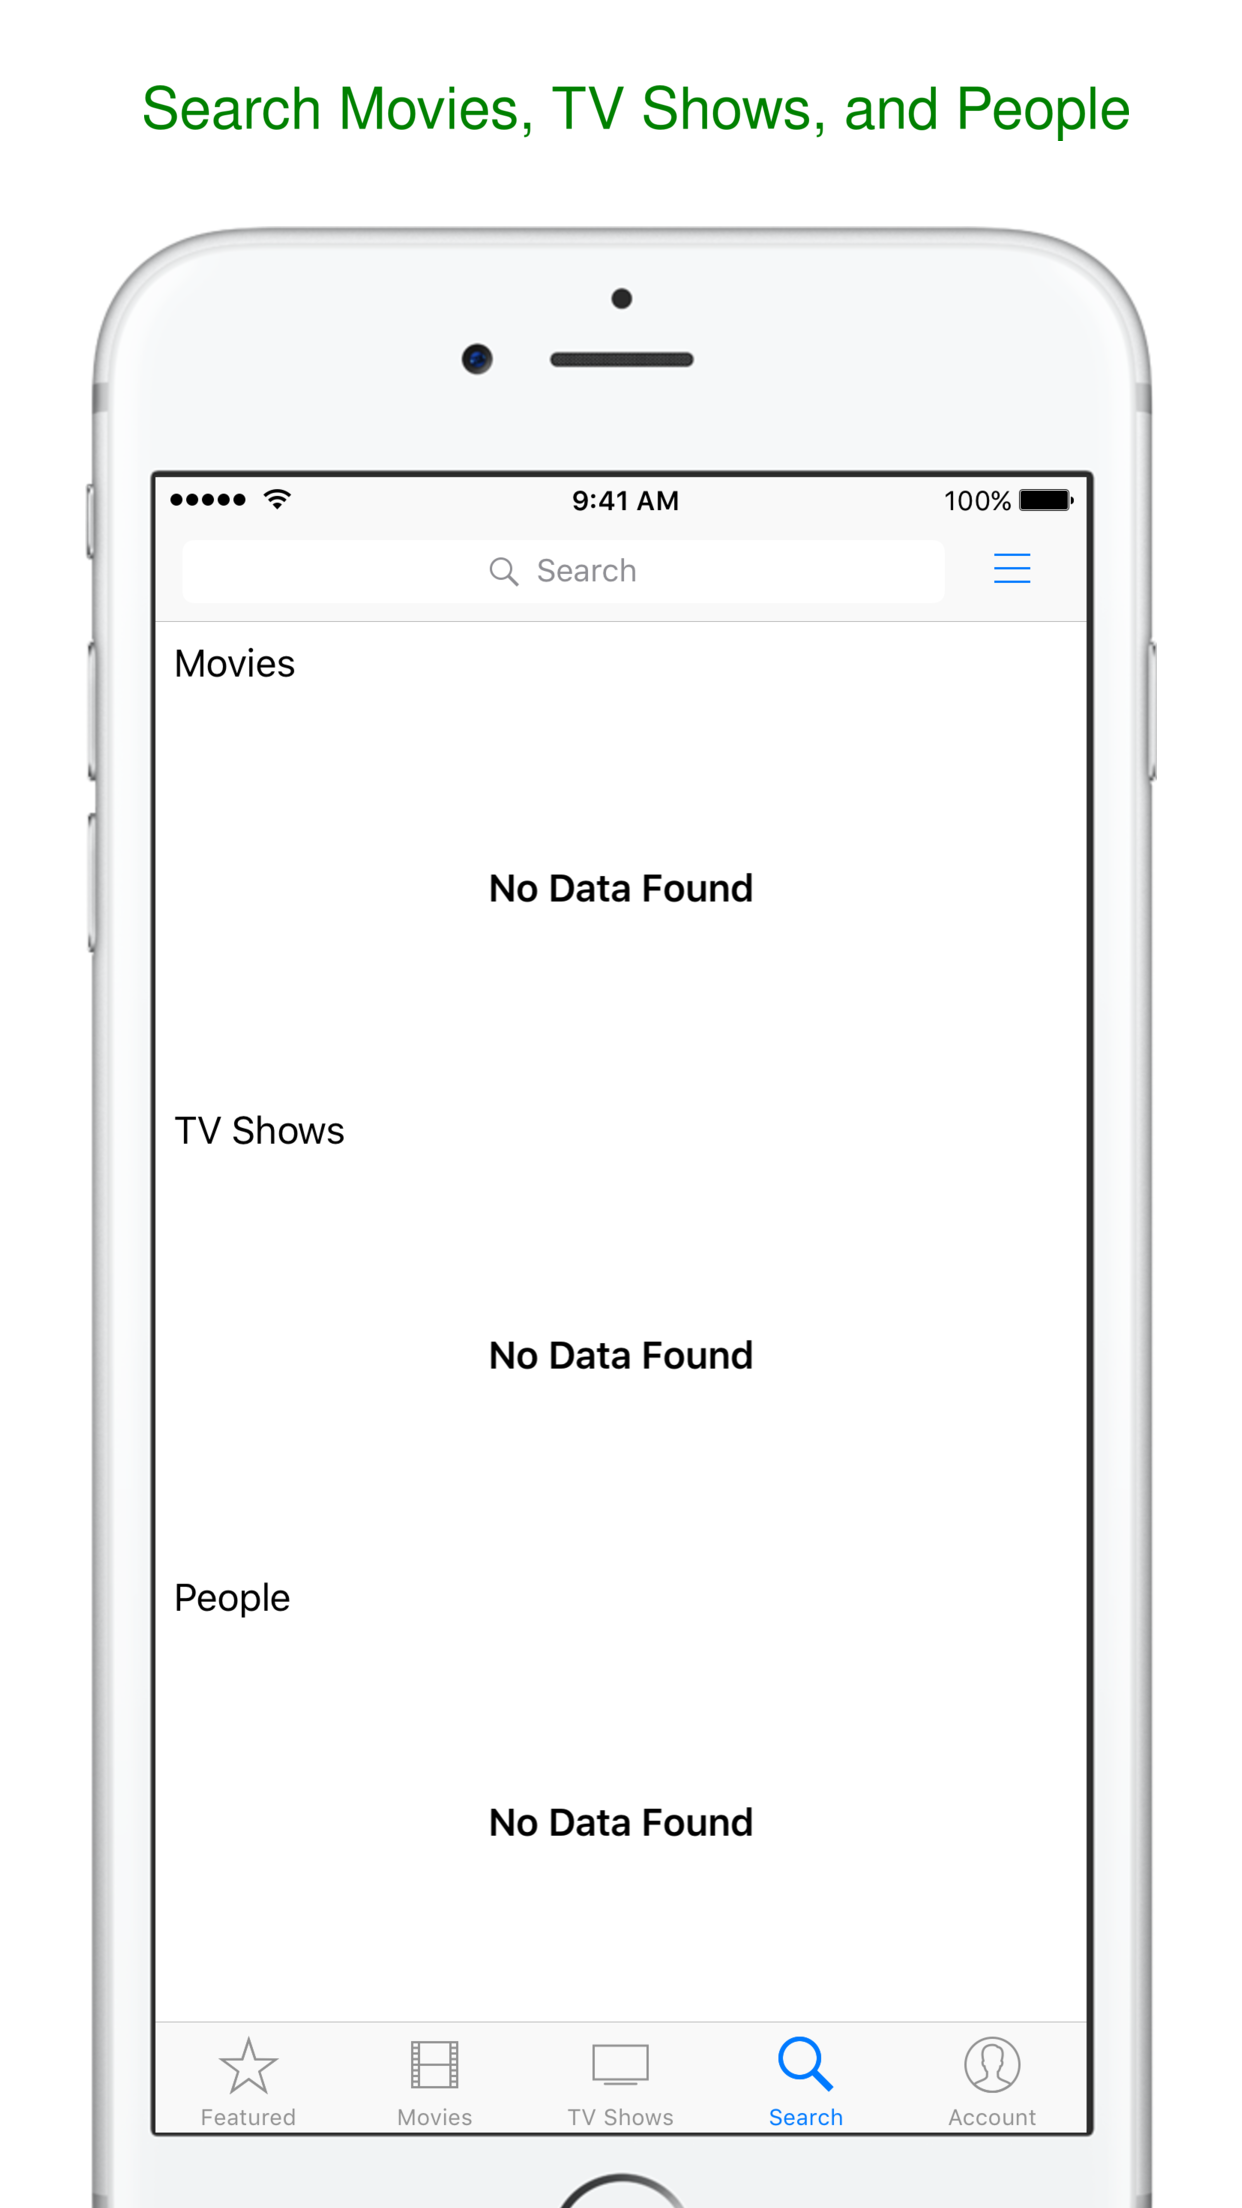 Search Movies, TV Shows, and People
9:41 AM
100%
Search
Movies
No Data Found
TV Shows
No Data Found
People
No Data Found
Featured
Movies
TV Shows
Search
Account